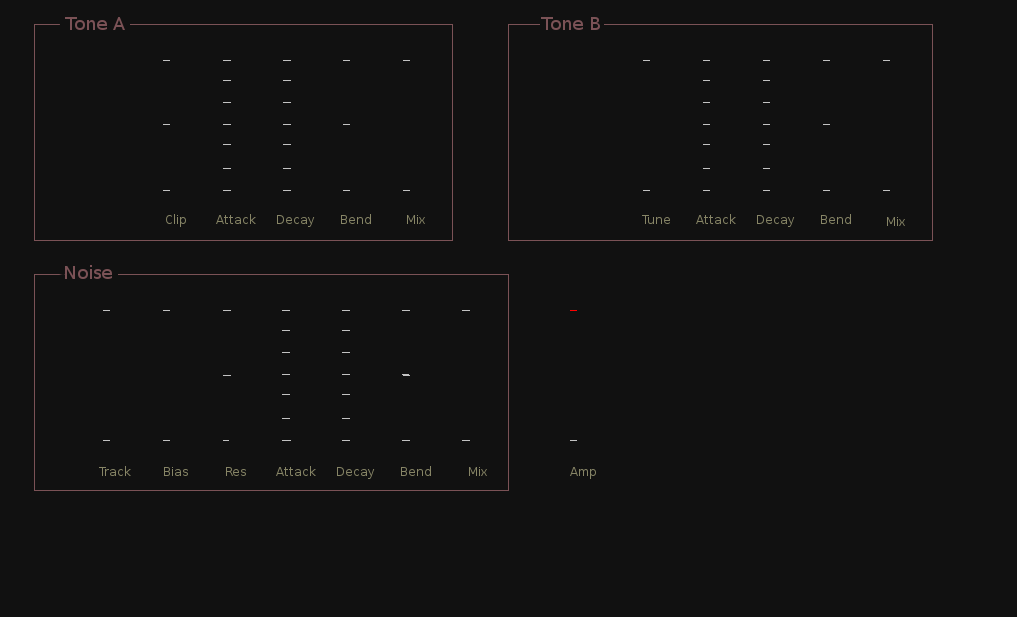 Tone A
Clip Attack Decay Bend Mix
Tone B
Tune Attack Decay Bend Mix
Noise
Track Bias Res Attack Decay Bend Mix
Amp